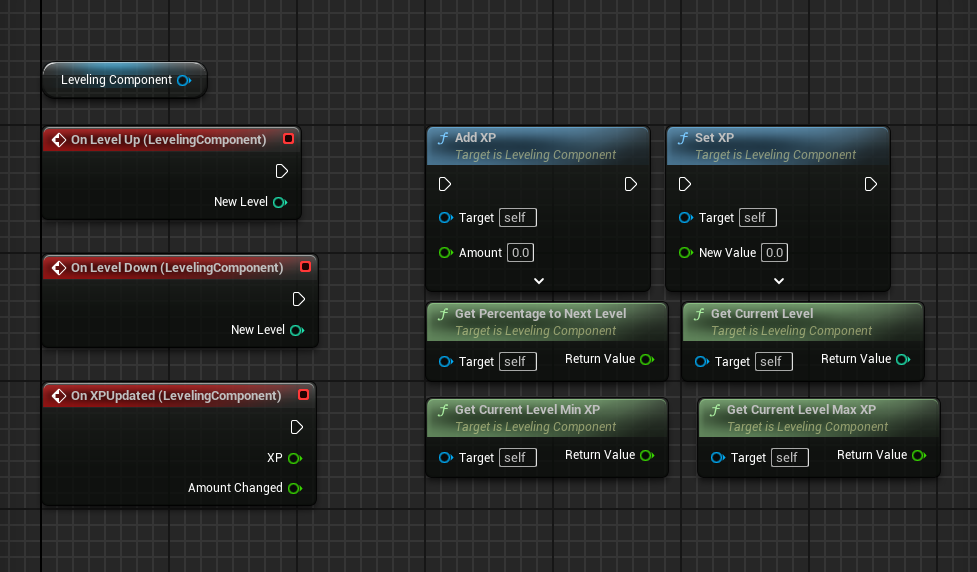 Leveling Component
On Level Up (LevelingComponent)
New Level
On Level Down (LevelingComponent)
New Level
On XPUpdated (LevelingComponent)
XP
Amount Changed
f Add XP
Target is Leveling Component
Target self
Amount 0.0
f Set XP
Target is Leveling Component
Target self
New Value 0.0
f Get Percentage to Next Level
Target is Leveling Component
Target self Return Value
f Get Current Level
Target is Leveling Component
Target self Return Value
f Get Current Level Min XP
Target is Leveling Component
Target self Return Value
f Get Current Level Max XP
Target is Leveling Component
Target self Return Value